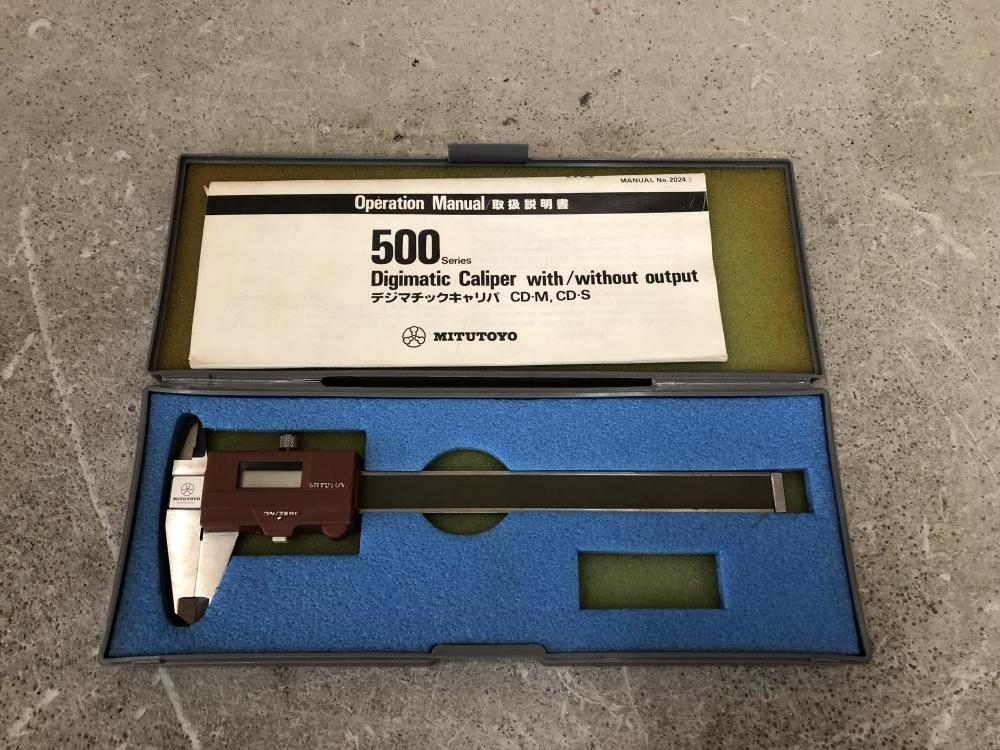 MANUAL No.2024
Operation Manual/取扱説明書
500 Series
Digimatic Caliper with/without output
デジマチックキャリパ CD-M, CD-S
MITUTOYO
MITUTOYO
MITUTOYO
ON/ZERO